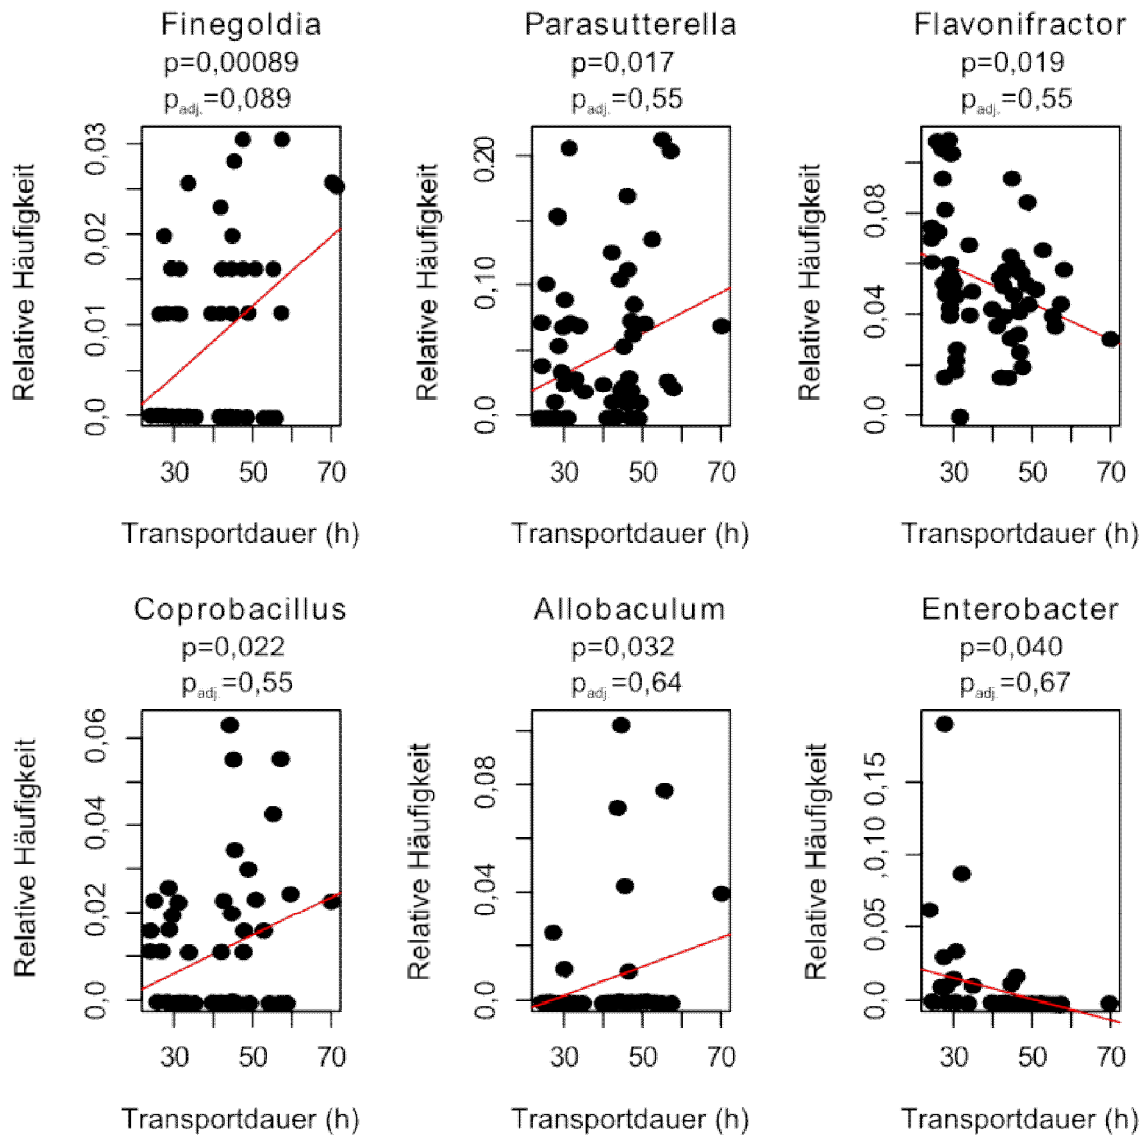 Finegoldia
p=0,00089
padj.=0,089
Relative Häufigkeit
0,03
0,02
0,01
0,0
30 50 70
Transportdauer (h)
Parasutterella
p=0,017
padj.=0,55
Relative Häufigkeit
0,20
0,10
0,0
30 50 70
Transportdauer (h)
Flavonifractor
p=0,019
padj.=0,55
Relative Häufigkeit
0,08
0,04
0,0
30 50 70
Transportdauer (h)
Coprobacillus
p=0,022
padj.=0,55
Relative Häufigkeit
0,06
0,04
0,02
0,0
30 50 70
Transportdauer (h)
Allobaculum
p=0,032
padj.=0,64
Relative Häufigkeit
0,08
0,04
0,0
30 50 70
Transportdauer (h)
Enterobacter
p=0,040
padj.=0,67
Relative Häufigkeit
0,15
,0,10
0,05
0,0
30 50 70
Transportdauer (h)